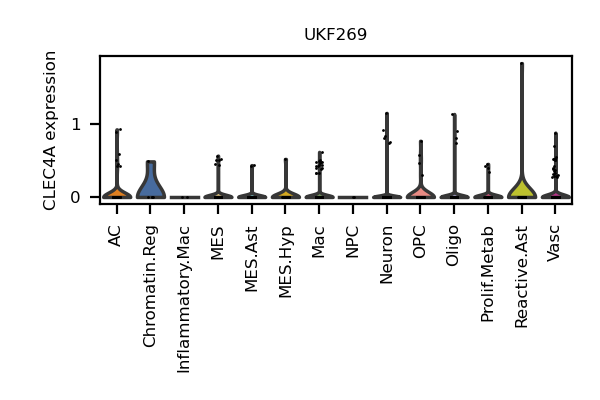 UKF269
CLEC4A expression
1
0
AC
Chromatin.Reg
Inflammatory.Mac
MES
MES.Ast
MES.Hyp
Mac
NPC
Neuron
OPC
Oligo
Prolif.Metab
Reactive.Ast
Vasc